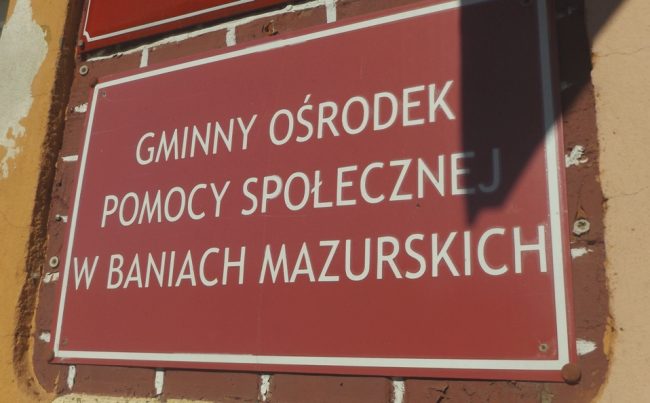 GMINNY OŚRODEK
POMOCY SPOŁECZNEJ
W BANIACH MAZURSKICH